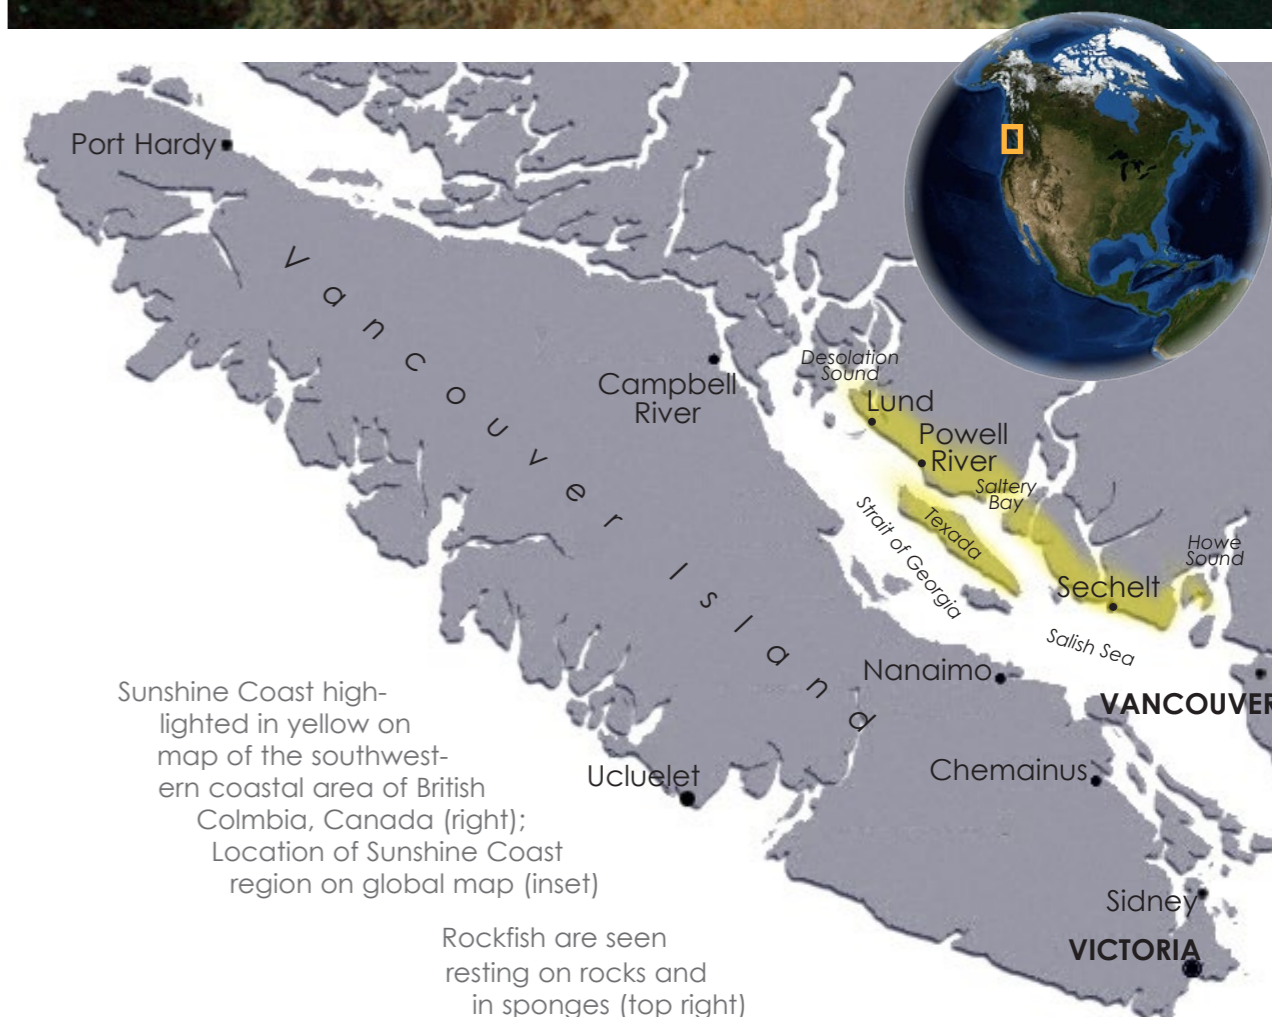 Port Hardy
Vancouver Island
Campbell
River
Desolation
Sound
Lund
Powell
River
Saltery
Bay
Texada
Strait of Georgia
Howe
Sound
Sechelt
Salish Sea
Nanaimo
VANCOUVER
Ucluelet
Chemainus
Sidney
VICTORIA
Sunshine Coast high-
lighted in yellow on
map of the southwest-
ern coastal area of British
Colmbia, Canada (right);
Location of Sunshine Coast
region on global map (inset)
Rockfish are seen
resting on rocks and
in sponges (top right)